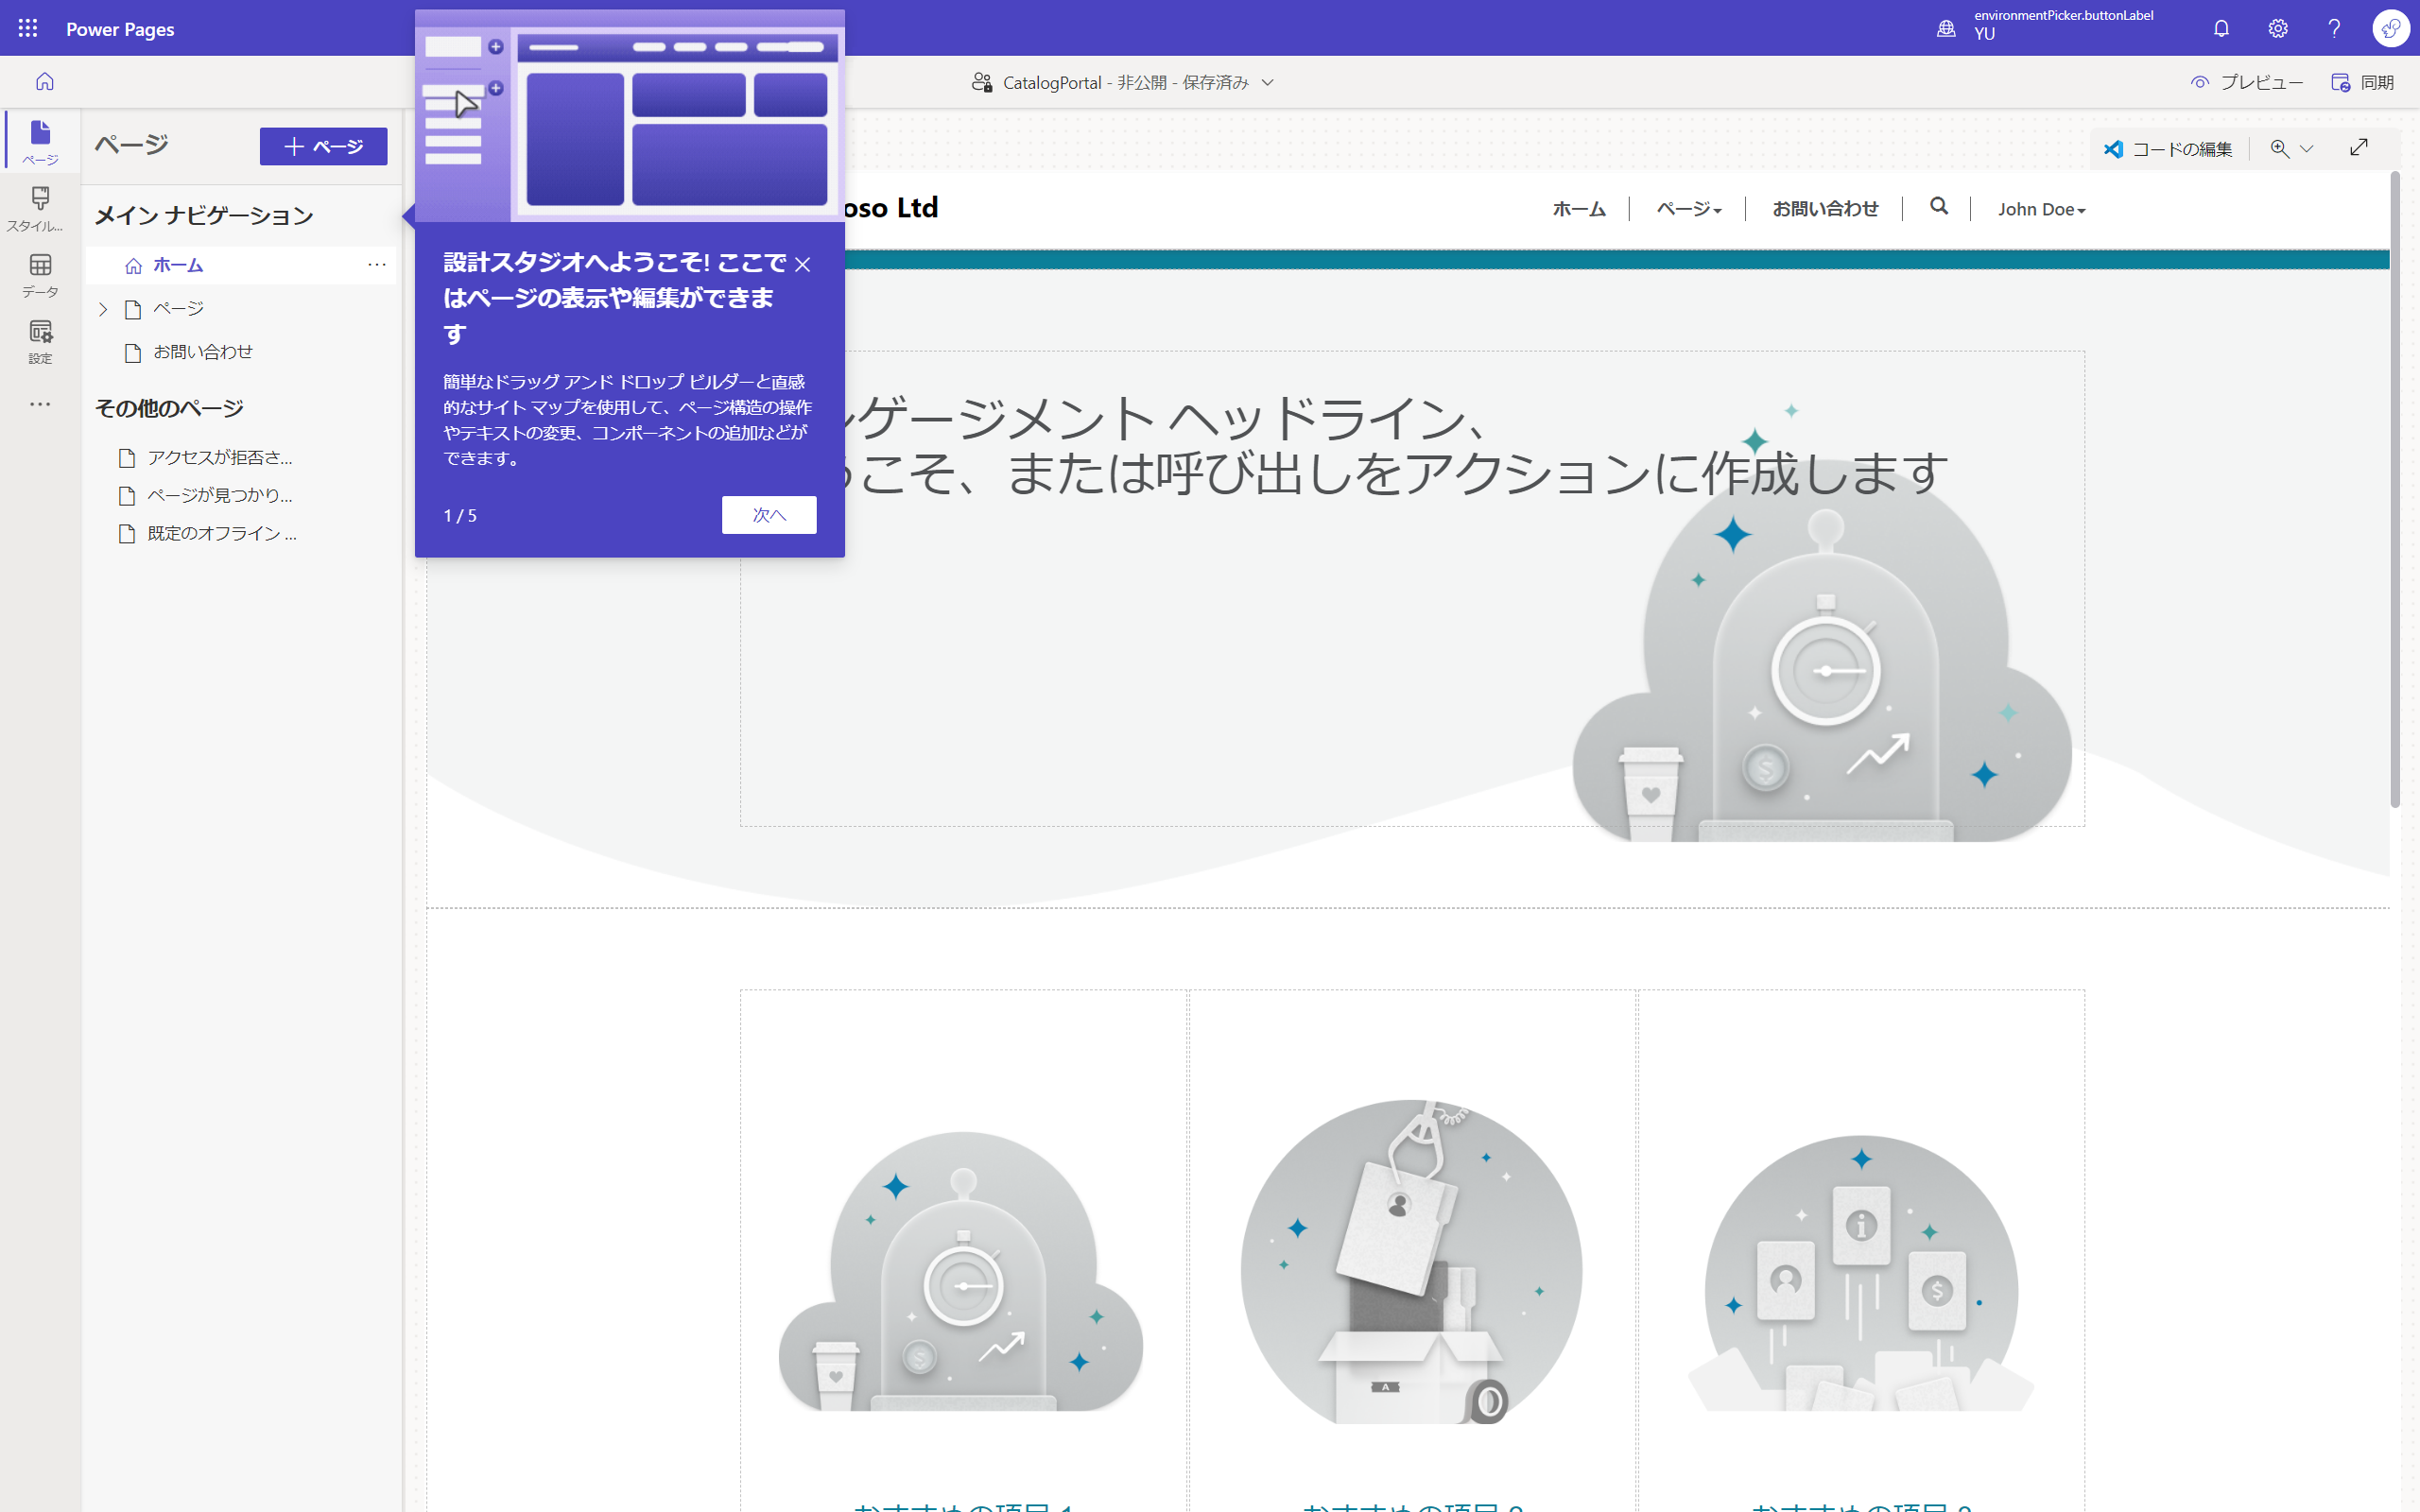 Power Pages
environmentPicker.buttonLabel
YU
CatalogPortal - 非公開 - 保存済み
プレビュー
同期
ページ
スタイル...
データ
設定
ページ
ページ
メイン ナビゲーション
ホーム
ページ
お問い合わせ
その他のページ
アクセスが拒否さ...
ページが見つかり...
既定のオフライン ...
設計スタジオへようこそ! ここで
はページの表示や編集ができま
す
簡単なドラッグ アンド ドロップ ビルダーと直感
的なサイト マップを使用して、ページ構造の操作
やテキストの変更、コンポーネントの追加などが
できます。
1 / 5
次へ
コードの編集
oso Ltd
ホーム
ページ
お問い合わせ
John Doe
ンゲージメント ヘッドライン、
うこそ、または呼び出しをアクションに作成します
A
おすすめの項目 1